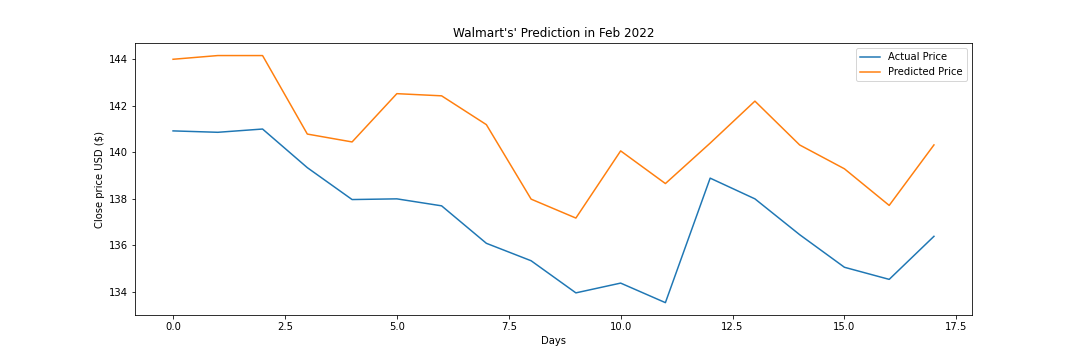 Walmart's' Prediction in Feb 2022
Actual Price
Predicted Price
Close price USD ($)
144
142
140
138
136
134
0.0 2.5 5.0 7.5 10.0 12.5 15.0 17.5
Days